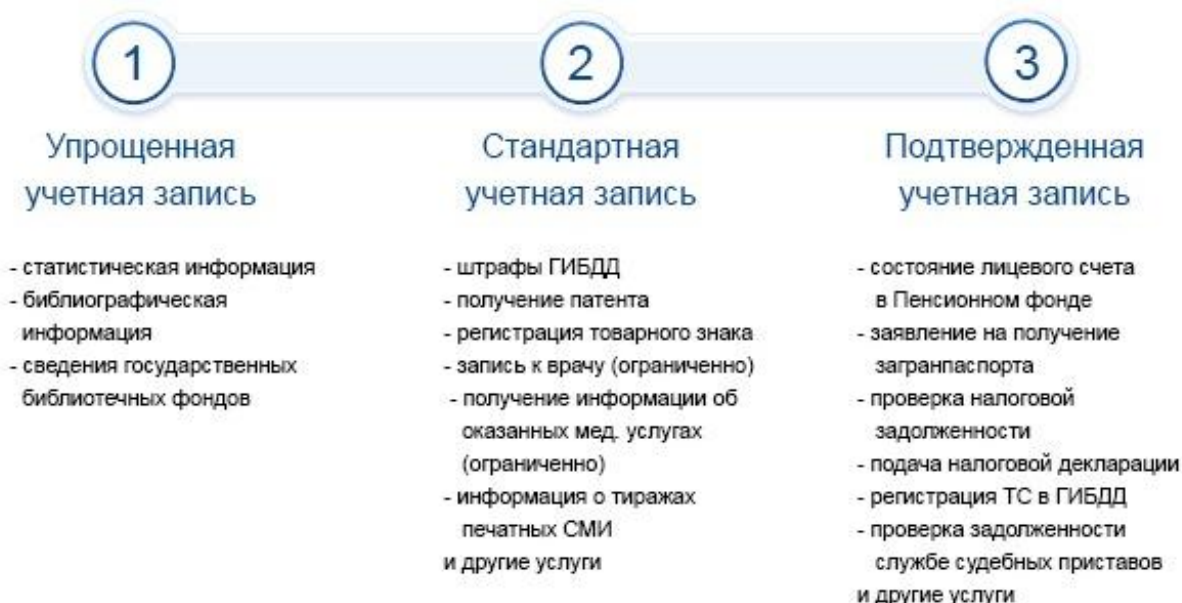 1
Упрощенная
учетная запись
- статистическая информация
- библиографическая
информация
- сведения государственных
библиотечных фондов
2
Стандартная
учетная запись
- штрафы ГИБДД
- получение патента
- регистрация товарного знака
- запись к врачу (ограниченно)
- получение информации об
оказанных мед. услугах
(ограниченно)
- информация о тиражах
печатных СМИ
и другие услуги
3
Подтвержденная
учетная запись
- состояние лицевого счета
в Пенсионном фонде
- заявление на получение
загранпаспорта
- проверка налоговой
задолженности
- подача налоговой декларации
- регистрация ТС в ГИБДД
- проверка задолженности
службе судебных приставов
и другие услуги